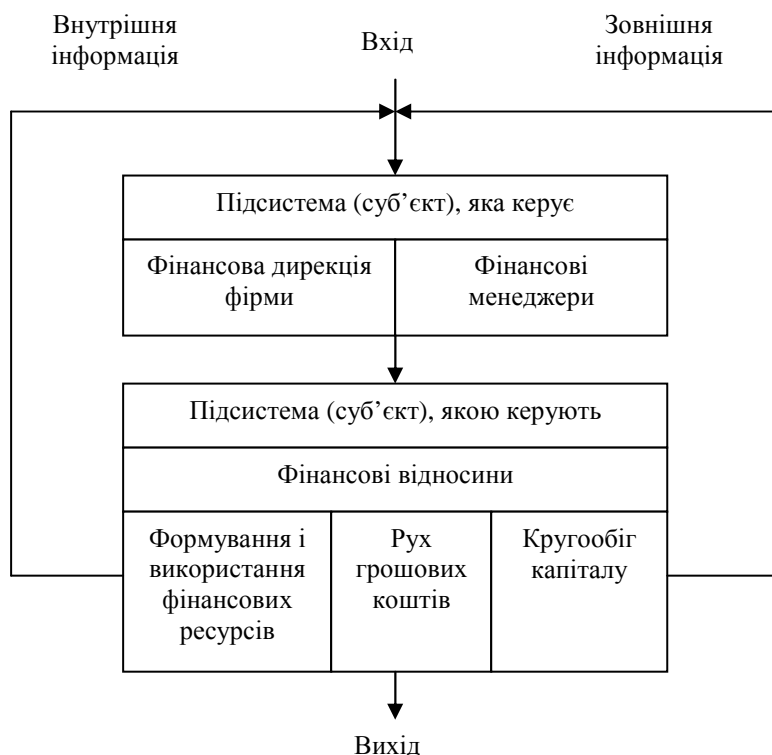 Внутрішня
інформація
Вхід
Зовнішня
інформація
Підсистема (суб’єкт), яка керує
Фінансова дирекція
фірми
Фінансові
менеджери
Підсистема (суб’єкт), якою керують
Фінансові відносини
Формування і
використання
фінансових
ресурсів
Рух
грошових
коштів
Кругообіг
капіталу
Вихід